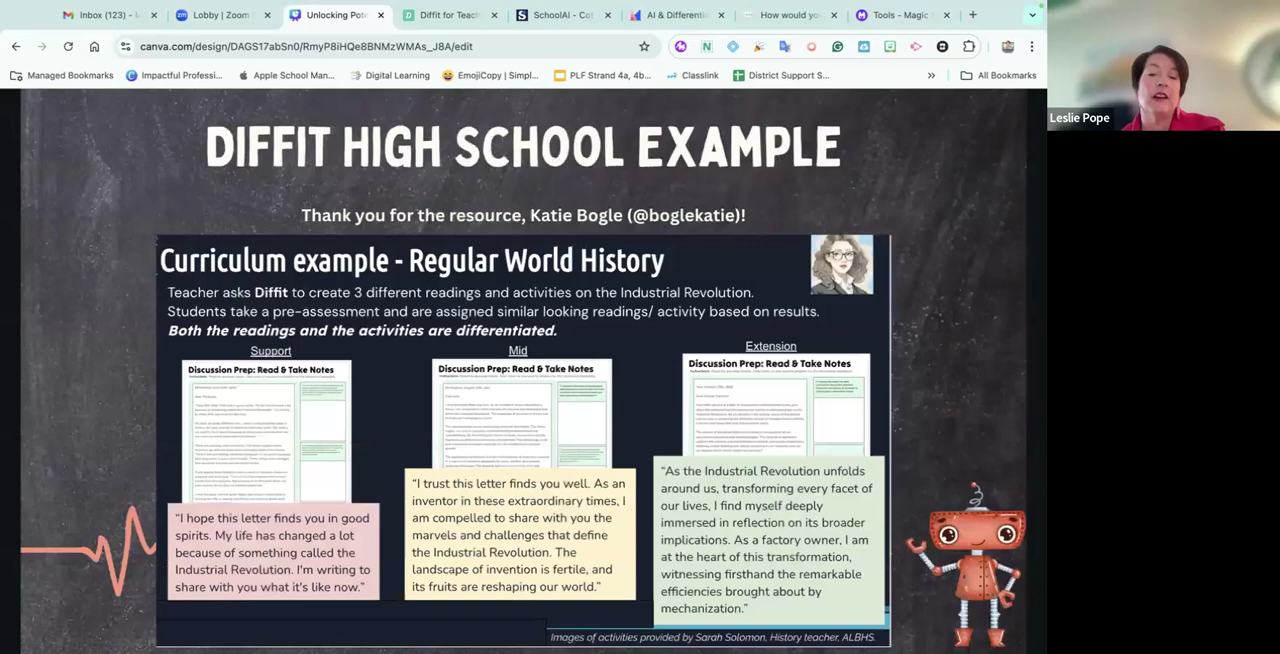 Inbox (123) -
Lobby | Zoom
Unlocking Pote
Diffit for Teach
SchoolAI - Co
AI & Differenti
How would yo
Tools - Magic S
canva.com/design/DAGS17abSn0/RmyP8iHQe8BNMzWMAs_J8A/edit
Managed Bookmarks
Impactful Professi...
Apple School Man...
Digital Learning
EmojiCopy | Simpl...
PLF Strand 4a, 4b...
Classlink
District Support S...
»
All Bookmarks
Leslie Pope
DIFFIT HIGH SCHOOL EXAMPLE
Thank you for the resource, Katie Bogle (@boglekatie)!
Curriculum example - Regular World History
Teacher asks Diffit to create 3 different readings and activities on the Industrial Revolution.
Students take a pre-assessment and are assigned similar looking readings/ activity based on results.
Both the readings and the activities are differentiated.
Support
Discussion Prep: Read & Take Notes
"I hope this letter finds you in good
spirits. My life has changed a lot
because of something called the
Industrial Revolution. I'm writing to
share with you what it's like now."
Mid
Discussion Prep: Read & Take Notes
"I trust this letter finds you well. As an
inventor in these extraordinary times, I
am compelled to share with you the
marvels and challenges that define
the Industrial Revolution. The
landscape of invention is fertile, and
its fruits are reshaping our world."
Extension
Discussion Prep: Read & Take Notes
"As the Industrial Revolution unfolds
around us, transforming every facet of
our lives, I find myself deeply
immersed in reflection on its broader
implications. As a factory owner, I am
at the heart of this transformation,
witnessing firsthand the remarkable
efficiencies brought about by
mechanization."
Images of activities provided by Sarah Solomon, History teacher, ALBHS.